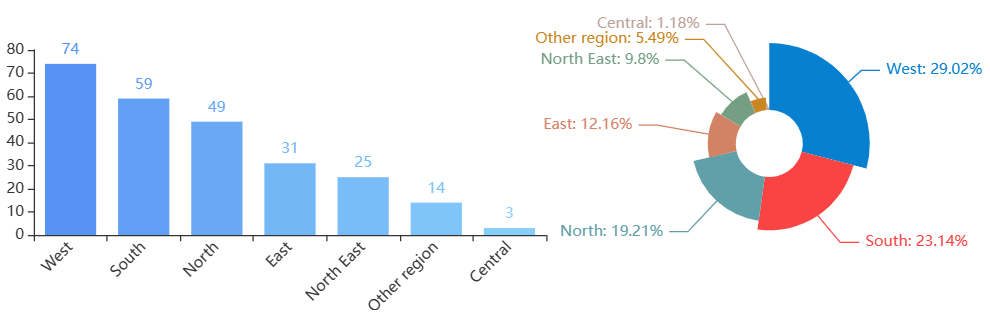 80
70
60
50
40
30
20
10
0
74
59
49
31
25
14
3
West
South
North
East
North East
Other region
Central
Central: 1.18%
Other region: 5.49%
North East: 9.8%
East: 12.16%
North: 19.21%
West: 29.02%
South: 23.14%